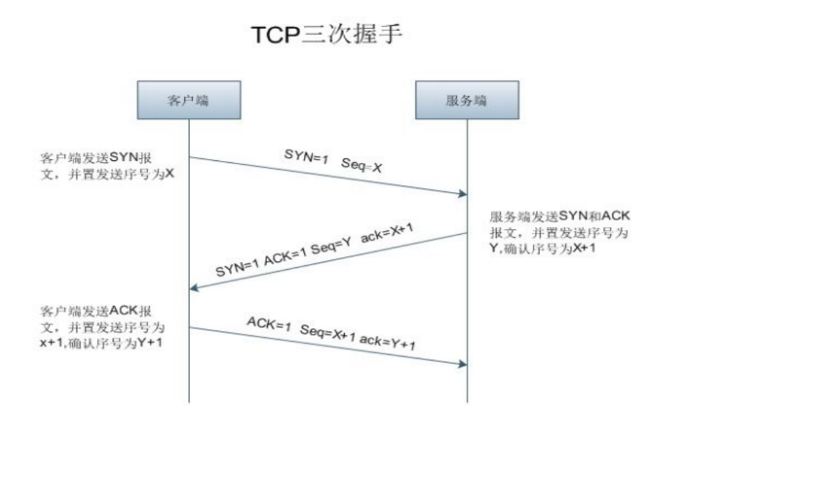 TCP三次握手
客户端
服务端
客户端发送SYN报
文，并置发送序号为X
SYN=1 Seq=X
服务端发送SYN和ACK
报文，并置发送序号为
Y,确认序号为X+1
SYN=1 ACK=1 Seq=Y ack=X+1
客户端发送ACK报
文，并置发送序号为
x+1,确认序号为Y+1
ACK=1 Seq=X+1 ack=Y+1